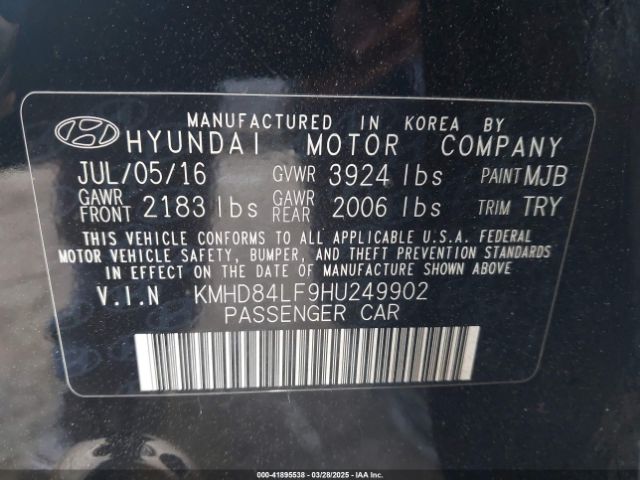 MANUFACTURED IN KOREA BY
HYUNDAI MOTOR COMPANY
JUL/05/16 GVWR 3924 lbs PAINT MJB
GAWR FRONT 2183 lbs GAWR REAR 2006 lbs TRIM TRY
THIS VEHICLE CONFORMS TO ALL APPLICABLE U.S.A. FEDERAL
MOTOR VEHICLE SAFETY, BUMPER, AND THEFT PREVENTION STANDARDS
IN EFFECT ON THE DATE OF MANUFACTURE SHOWN ABOVE
V.I.N KMHD84LF9HU249902
PASSENGER CAR
000-41895538 - 03/28/2025 - IAA Inc. (A)